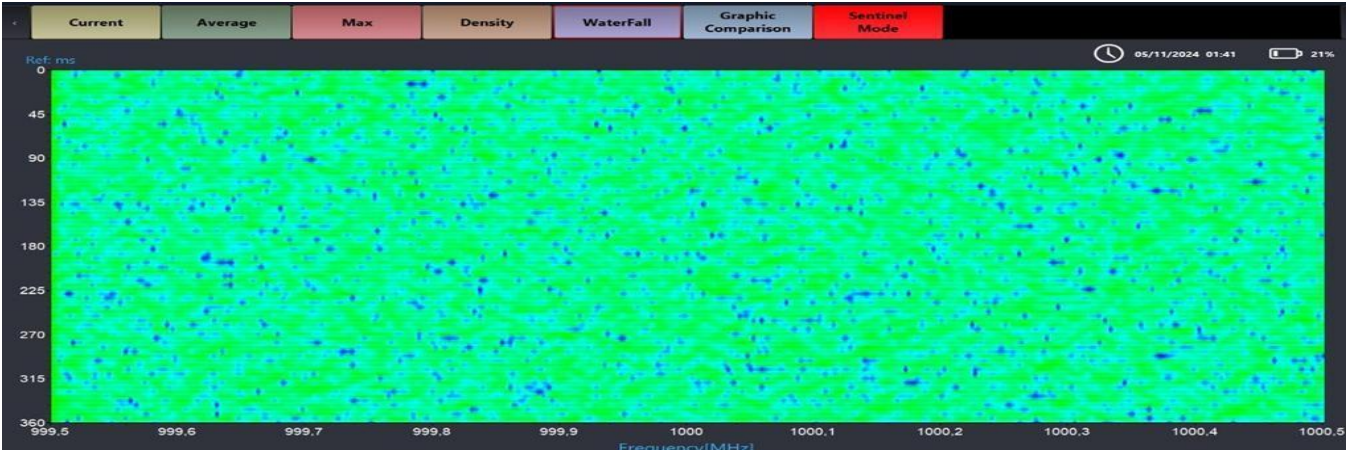 Current
Average
Max
Density
WaterFall
Graphic
Comparison
Sentinel
Mode
05/11/2024 01:41
21%
Ref: ms
0
45
90
135
180
225
270
315
360
999,5 999,6 999,7 999,8 999,9 1000 1000,1 1000,2 1000,3 1000,4 1000,5
Frequency[MHz]